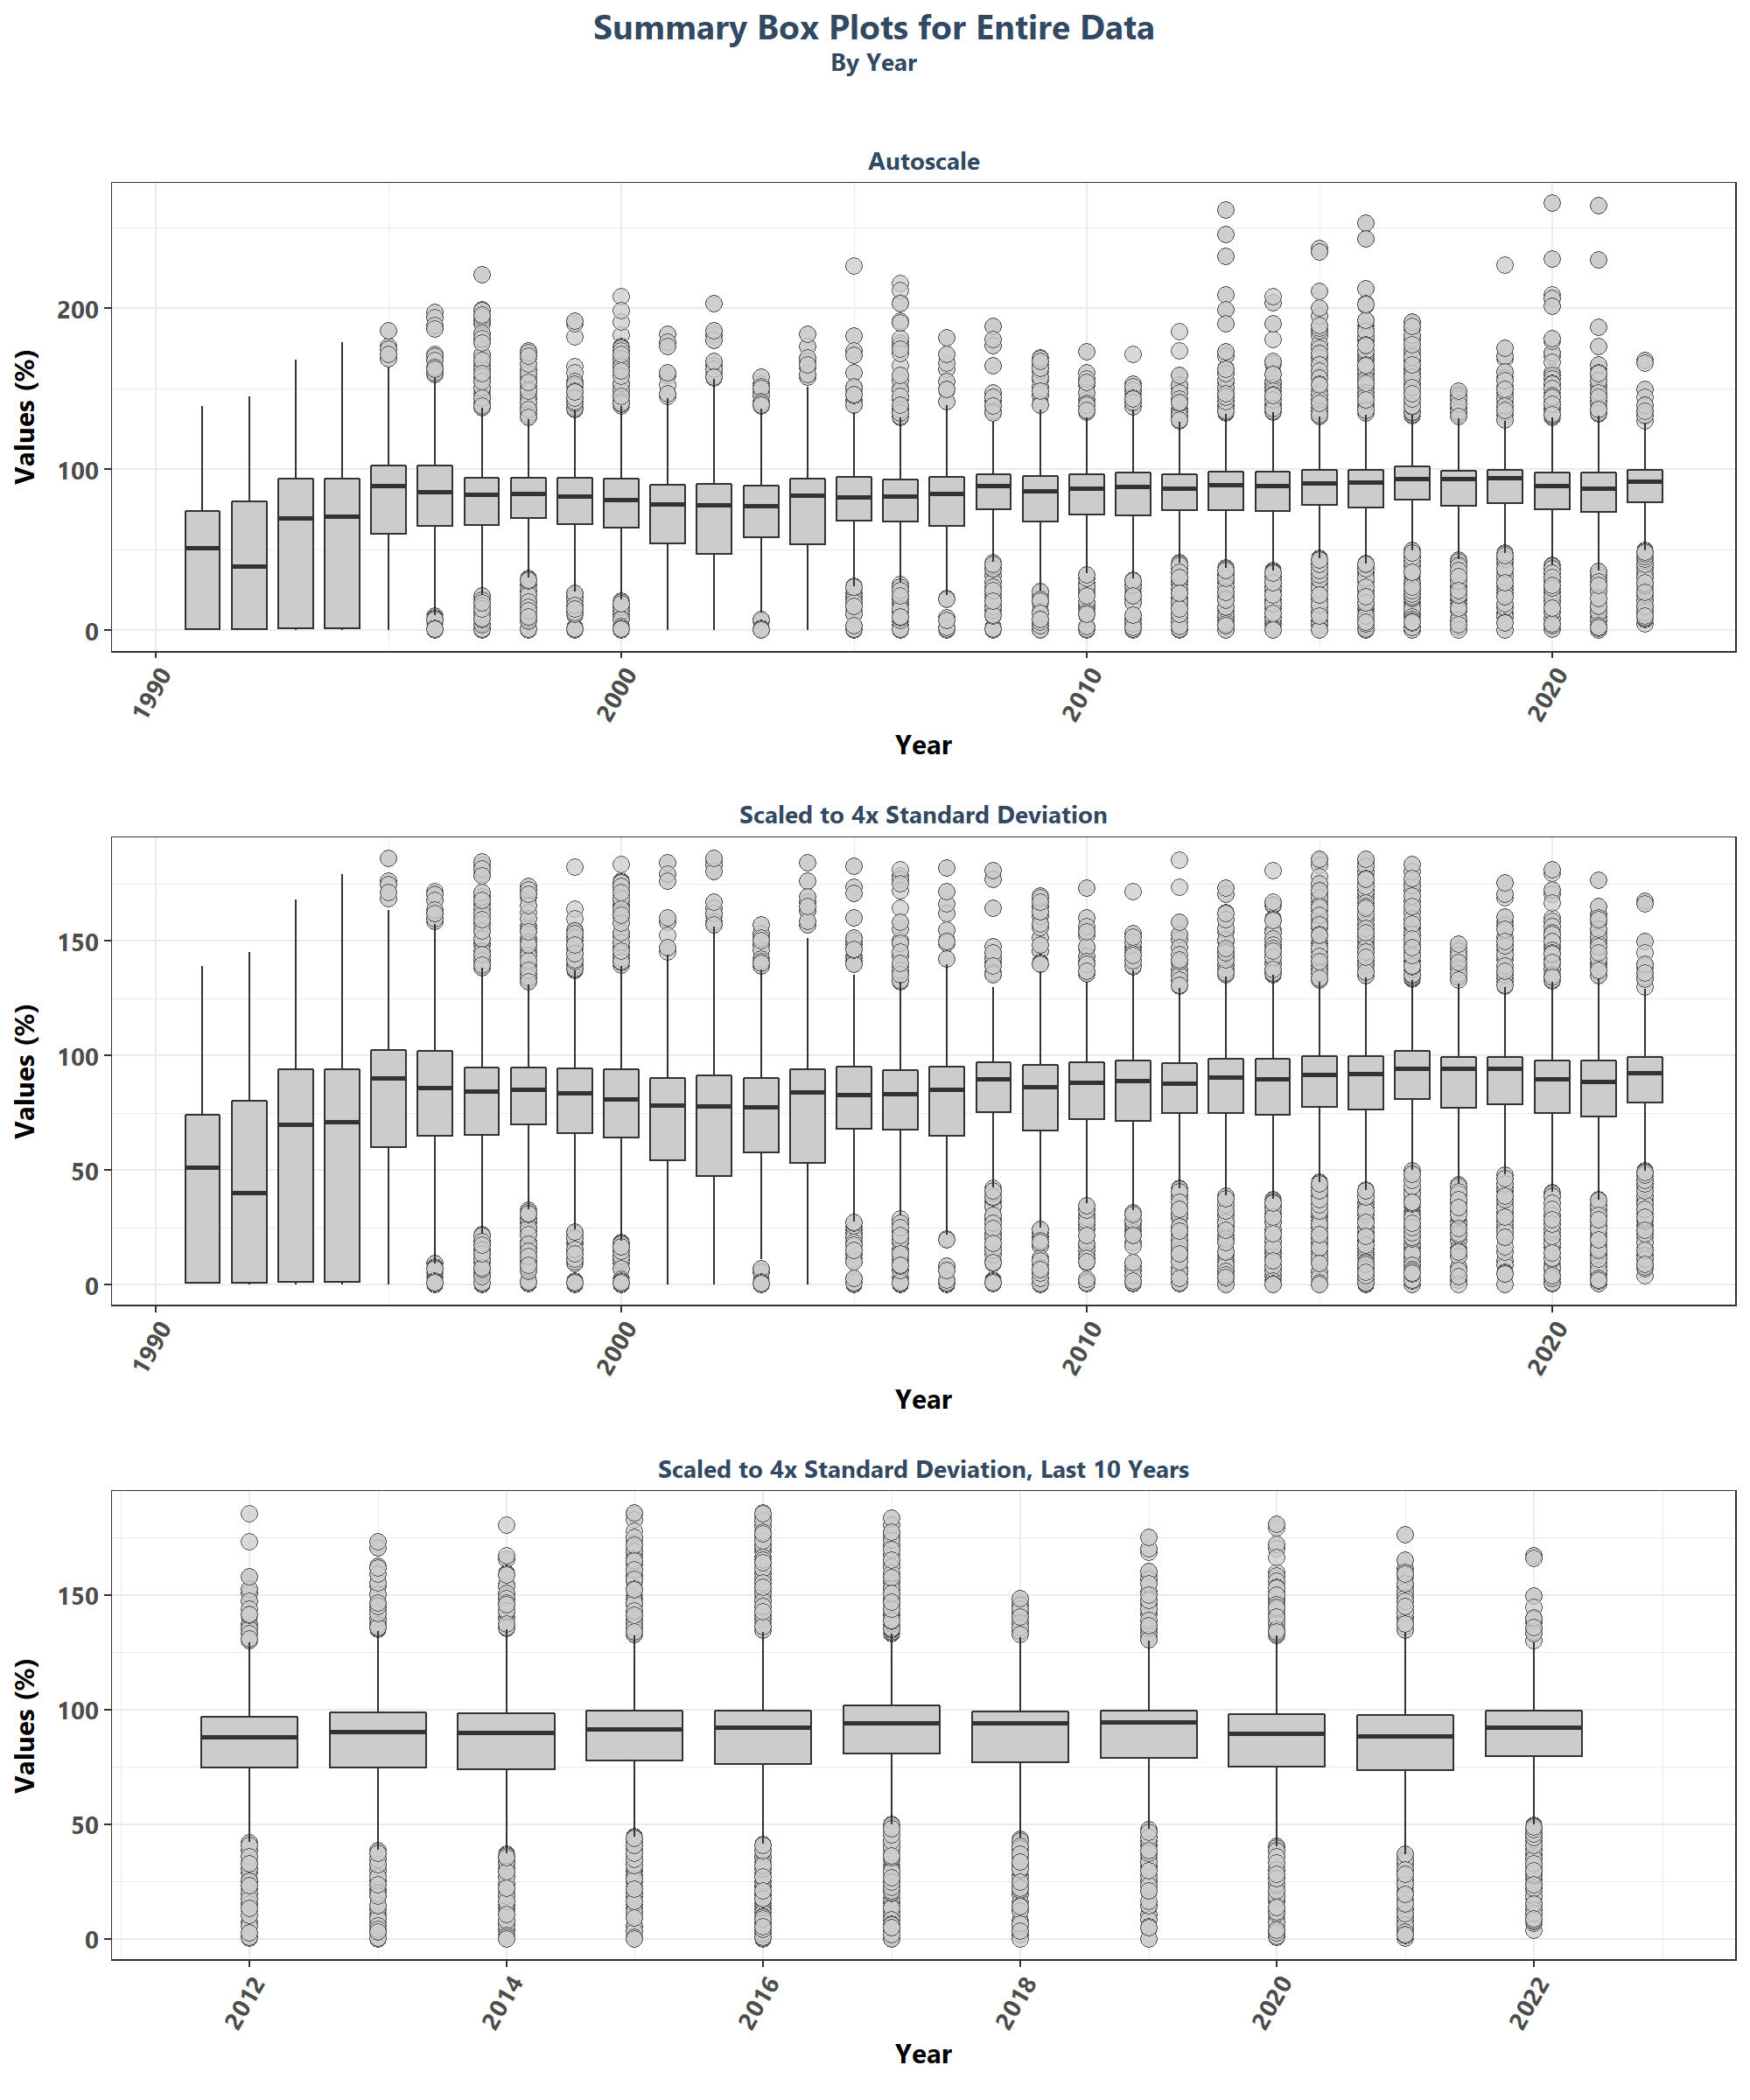 Summary Box Plots for Entire Data
By Year
Autoscale
Values (%)
200
100
0
1990
2000
2010
2020
Year
Scaled to 4x Standard Deviation
Values (%)
150
100
50
0
1990
2000
2010
2020
Year
Scaled to 4x Standard Deviation, Last 10 Years
Values (%)
150
100
50
0
2012
2014
2016
2018
2020
2022
Year